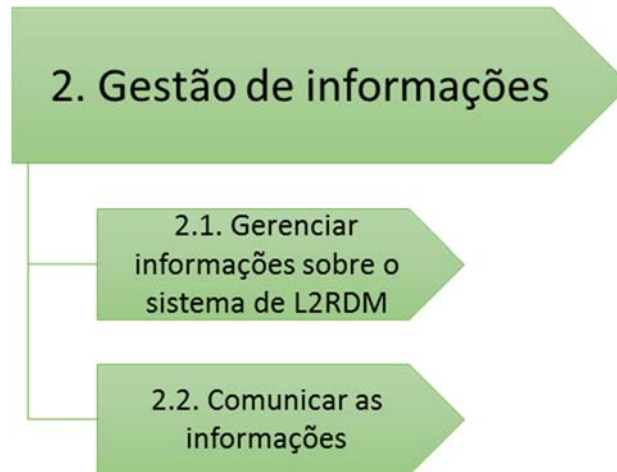 2. Gestão de informações
2.1. Gerenciar
informações sobre o
sistema de L2RDM
2.2. Comunicar as
informações